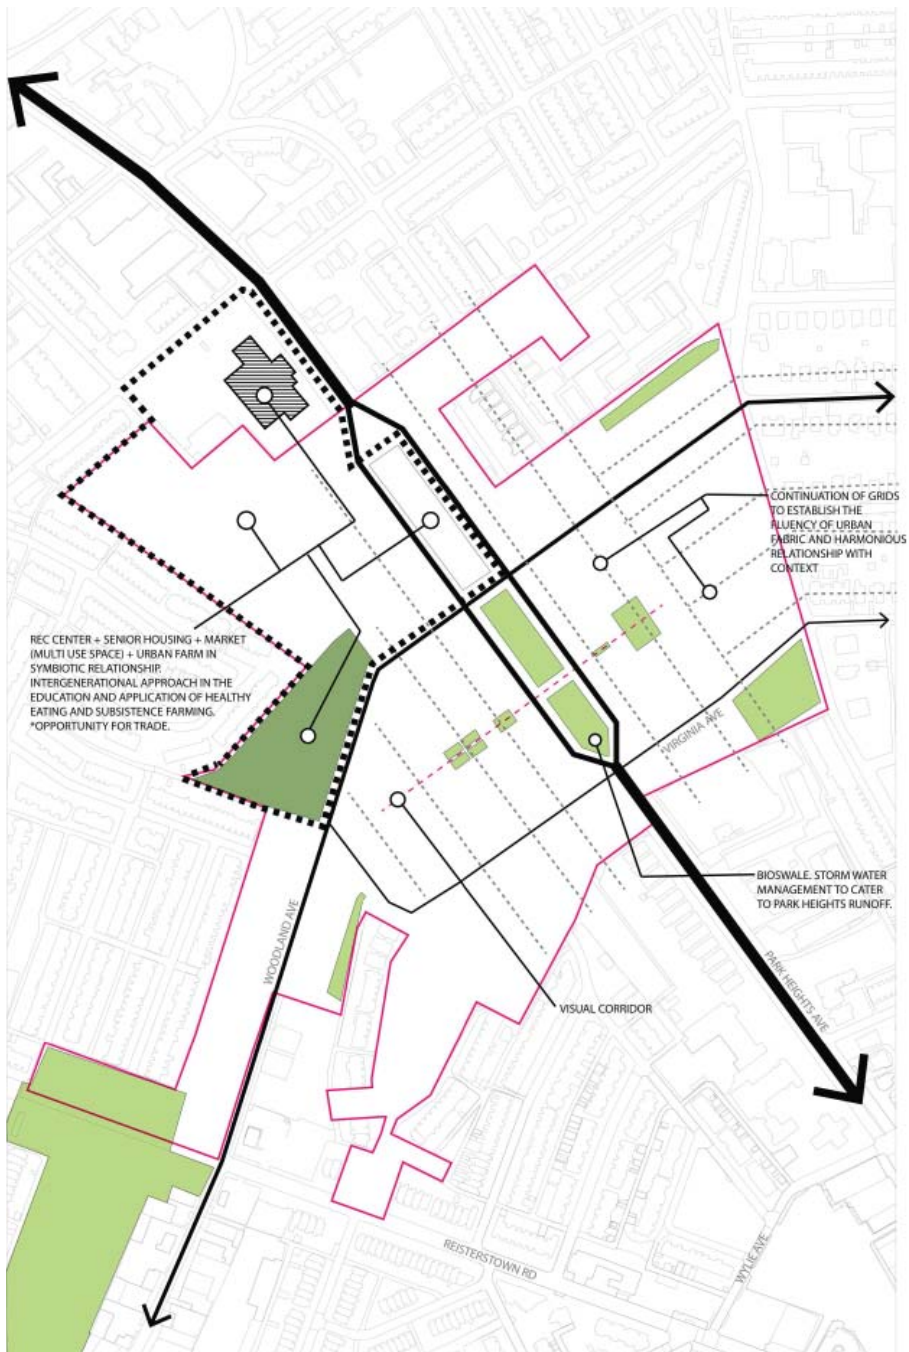 CONTINUATION OF GRIDS
TO ESTABLISH THE
FLUENCY OF URBAN
FABRIC AND HARMONIOUS
RELATIONSHIP WITH
CONTEXT
REC CENTER + SENIOR HOUSING + MARKET
(MULTI USE SPACE) + URBAN FARM IN
SYMBIOTIC RELATIONSHIP.
INTERGENERATIONAL APPROACH IN THE
EDUCATION AND APPLICATION OF HEALTHY
EATING AND SUBSISTENCE FARMING.
*OPPORTUNITY FOR TRADE.
VIRGINIA AVE
BIOSWALE. STORM WATER
MANAGEMENT TO CATER
TO PARK HEIGHTS RUNOFF.
WOODLAND AVE
PARK HEIGHTS AVE
VISUAL CORRIDOR
REISTERSTOWN RD
WYLIE AVE